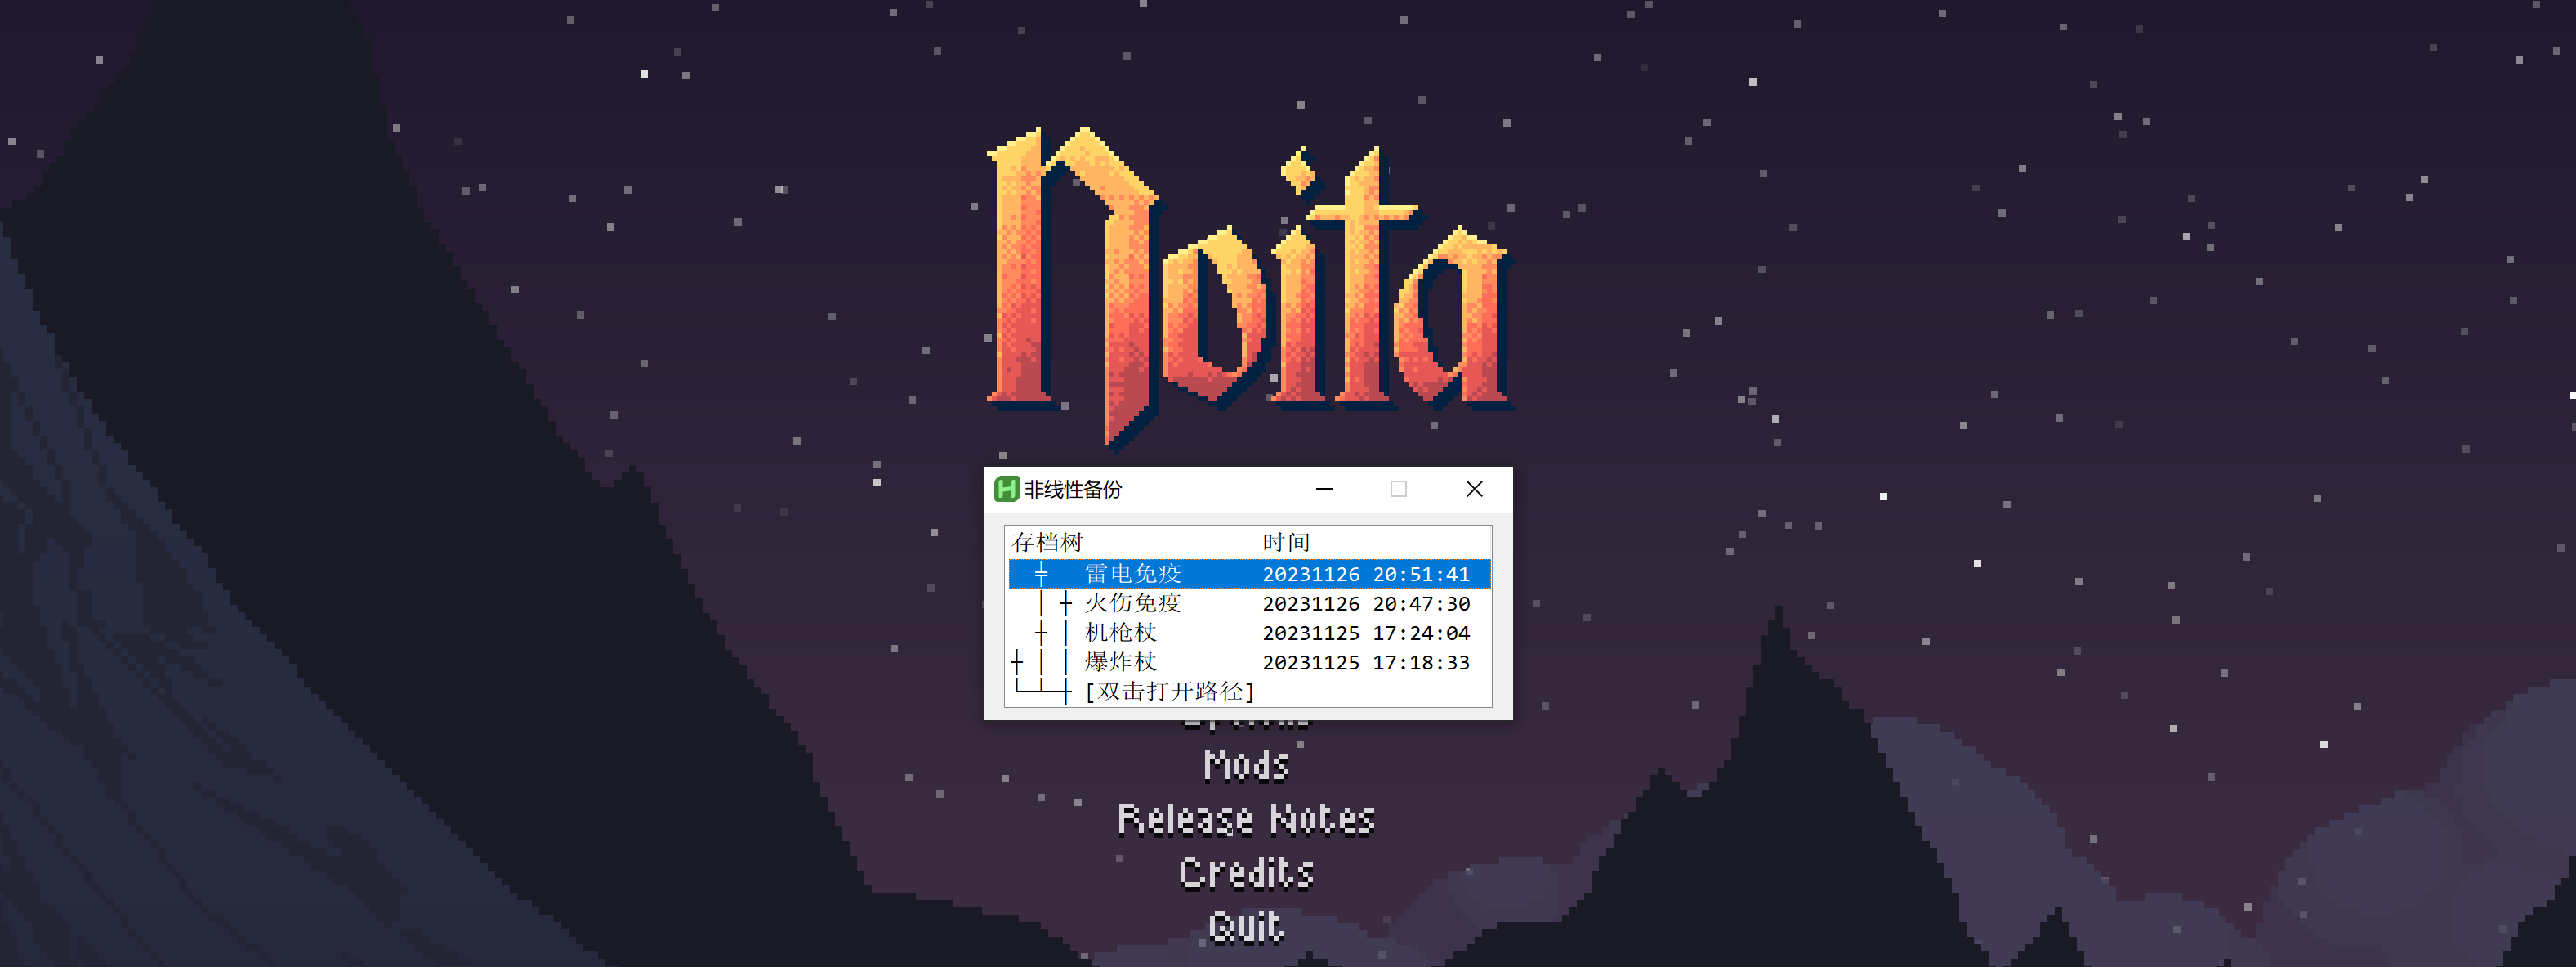 Noita
非线性备份
存档树 时间
╪ 雷电免疫 20231126 20:51:41
│ ┼ 火伤免疫 20231126 20:47:30
┼ │ 机枪杖 20231125 17:24:04
┼ │ │ 爆炸杖 20231125 17:18:33
└─┴─┼ [双击打开路径]
Mods
Release Notes
Credits
Quit